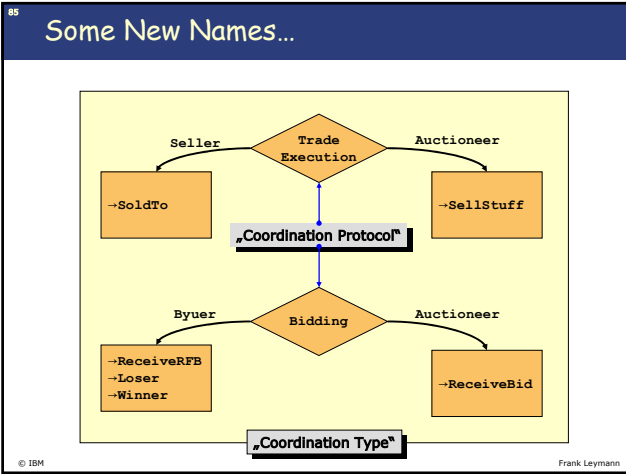 85
Some New Names…
Seller
Trade
Execution
Auctioneer
→SoldTo
→SellStuff
„Coordination Protocol“
Byuer
Bidding
Auctioneer
→ReceiveRFB
→Loser
→Winner
→ReceiveBid
„Coordination Type“
© IBM
Frank Leymann